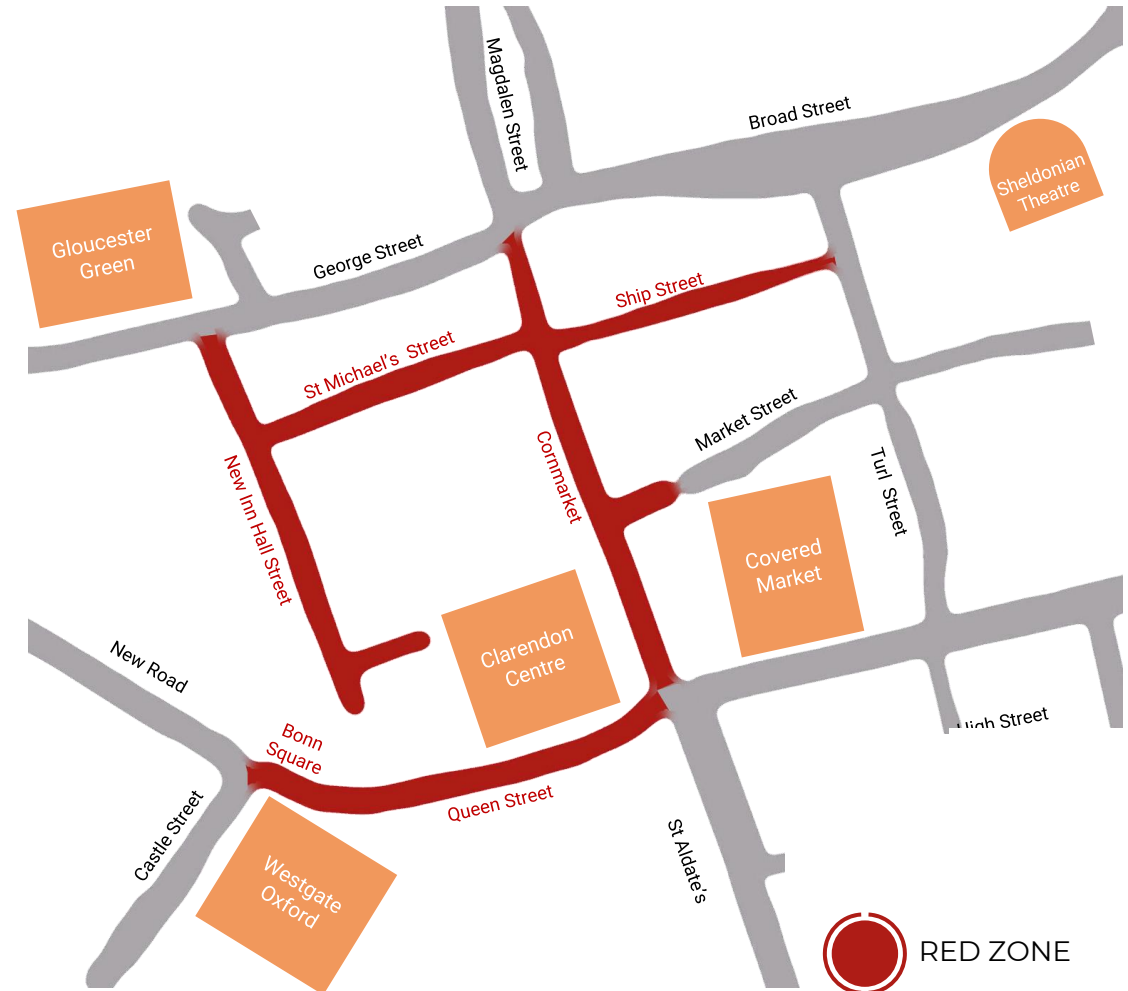 Magdalen Street
Broad Street
Sheldonian
Theatre
Gloucester
Green
George Street
Ship Street
St Michael's Street
Market Street
Cornmarket
New Inn Hall Street
Turl Street
Covered
Market
Clarendon
Centre
New Road
High Street
Bonn
Square
Queen Street
Castle Street
St Aldate's
Westgate
Oxford
RED ZONE